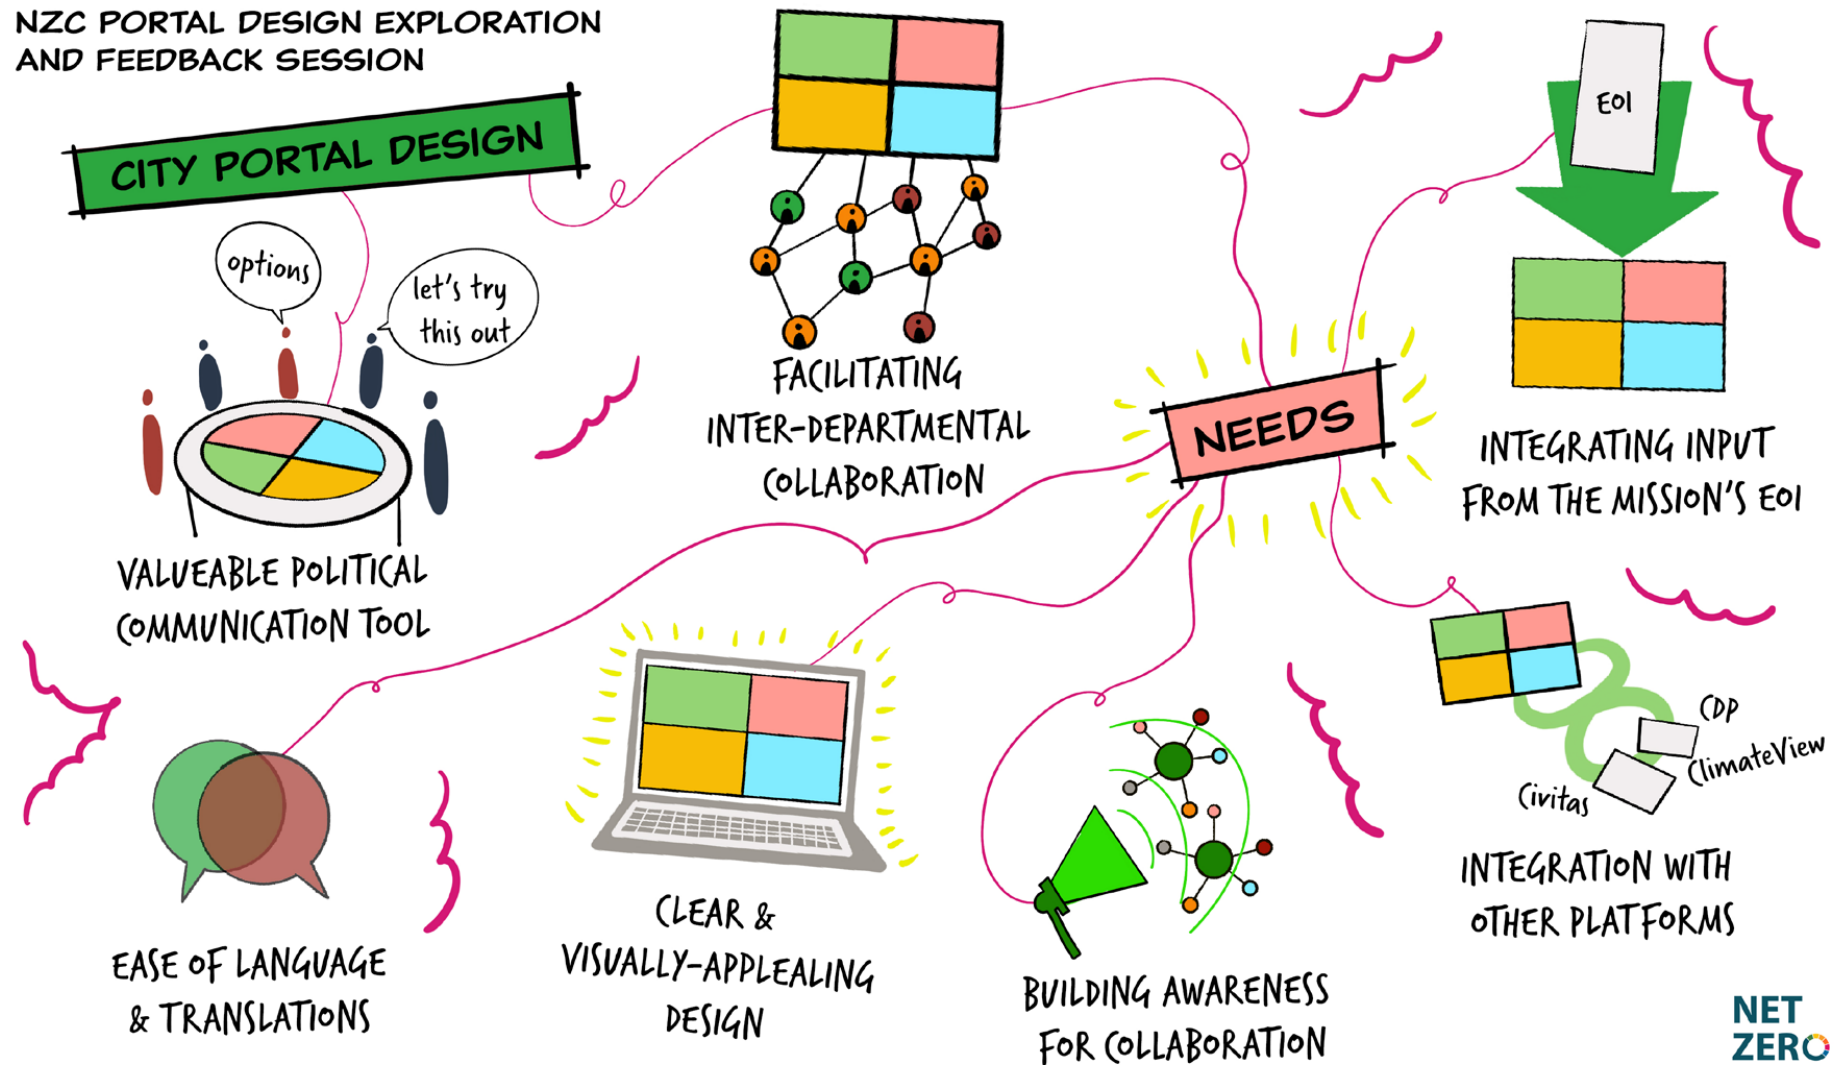 NZC PORTAL DESIGN EXPLORATION
AND FEEDBACK SESSION
CITY PORTAL DESIGN
options
let's try
this out
VALUEABLE POLITICAL
COMMUNICATION TOOL
FACILITATING
INTER-DEPARTMENTAL
COLLABORATION
NEEDS
EOI
INTEGRATING INPUT
FROM THE MISSION'S EOI
CDP
ClimateView
Civitas
INTEGRATION WITH
OTHER PLATFORMS
EASE OF LANGUAGE
& TRANSLATIONS
CLEAR &
VISUALLY-APPLEALING
DESIGN
BUILDING AWARENESS
FOR COLLABORATION
NET
ZERO